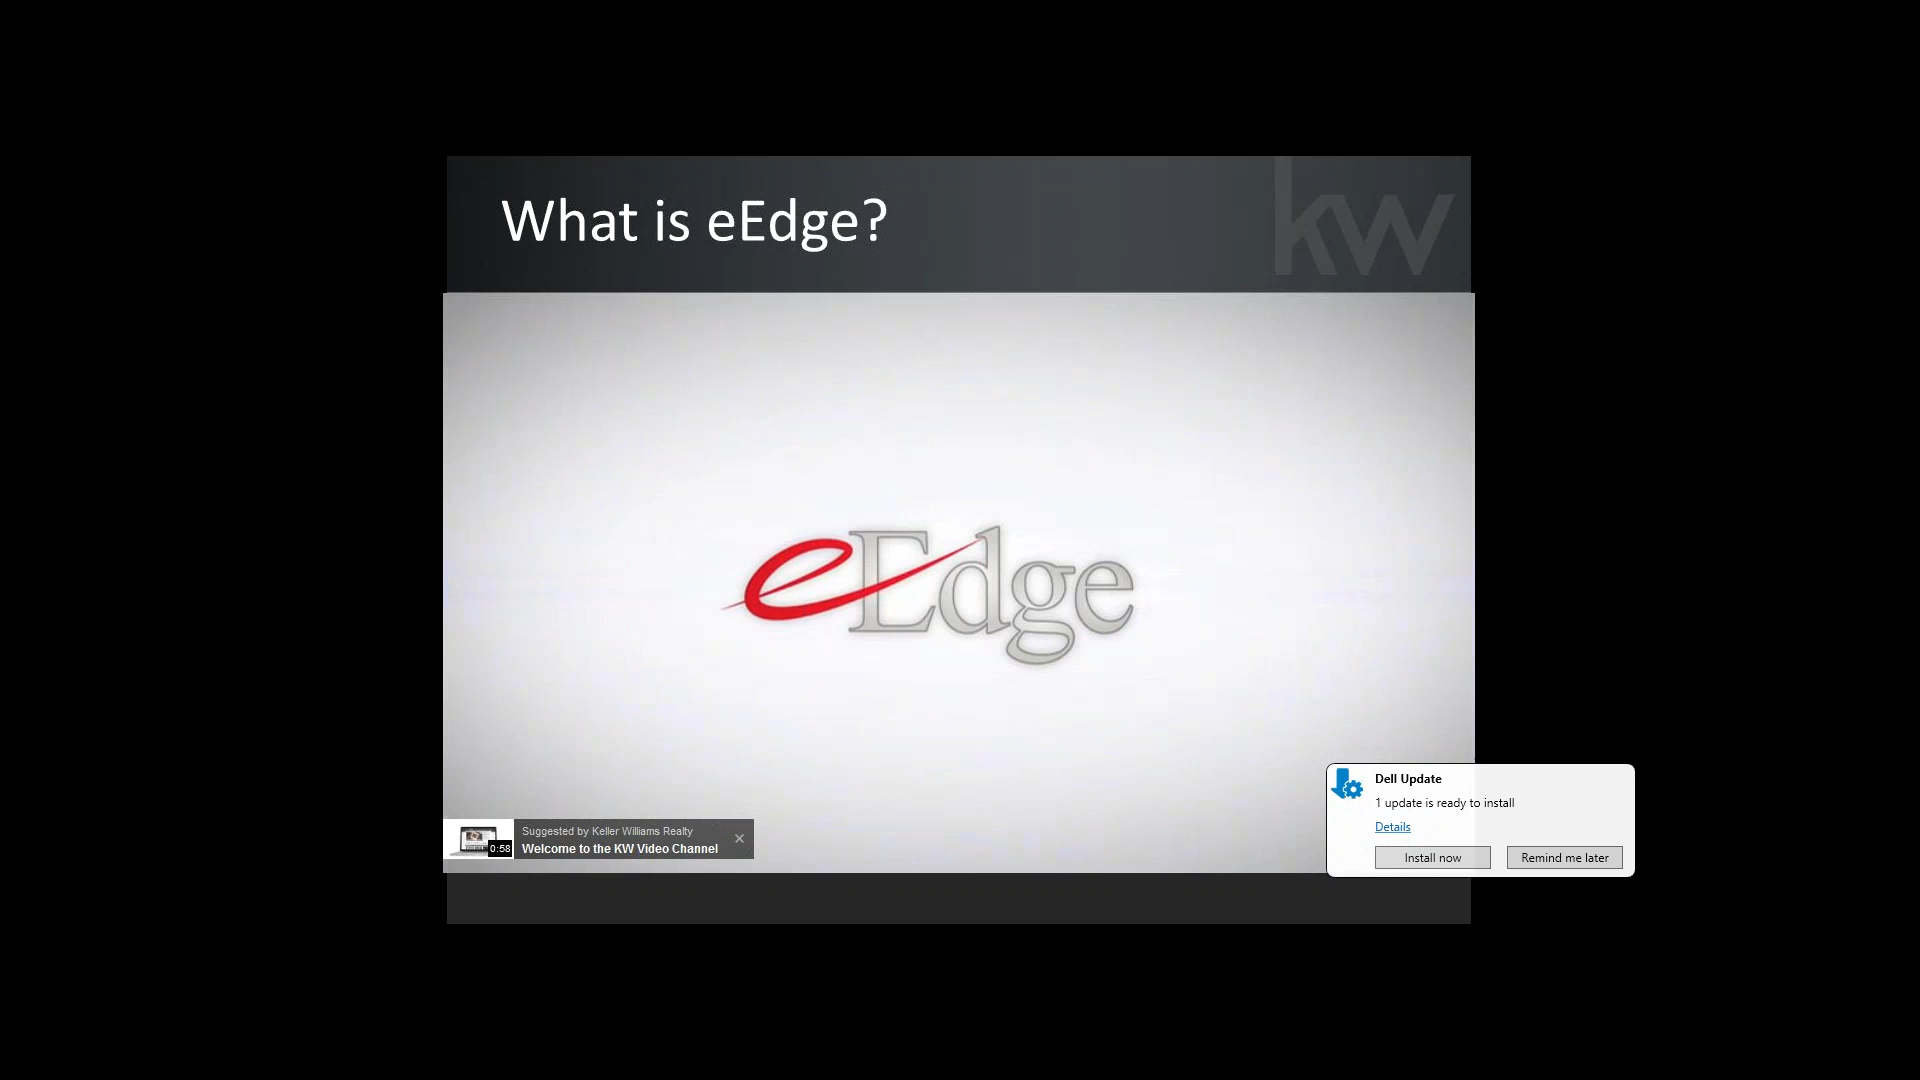 What is eEdge?
kw
eEdge
Suggested by Keller Williams Realty
Welcome to the KW Video Channel
0:58
Dell Update
1 update is ready to install
Details
Install now
Remind me later